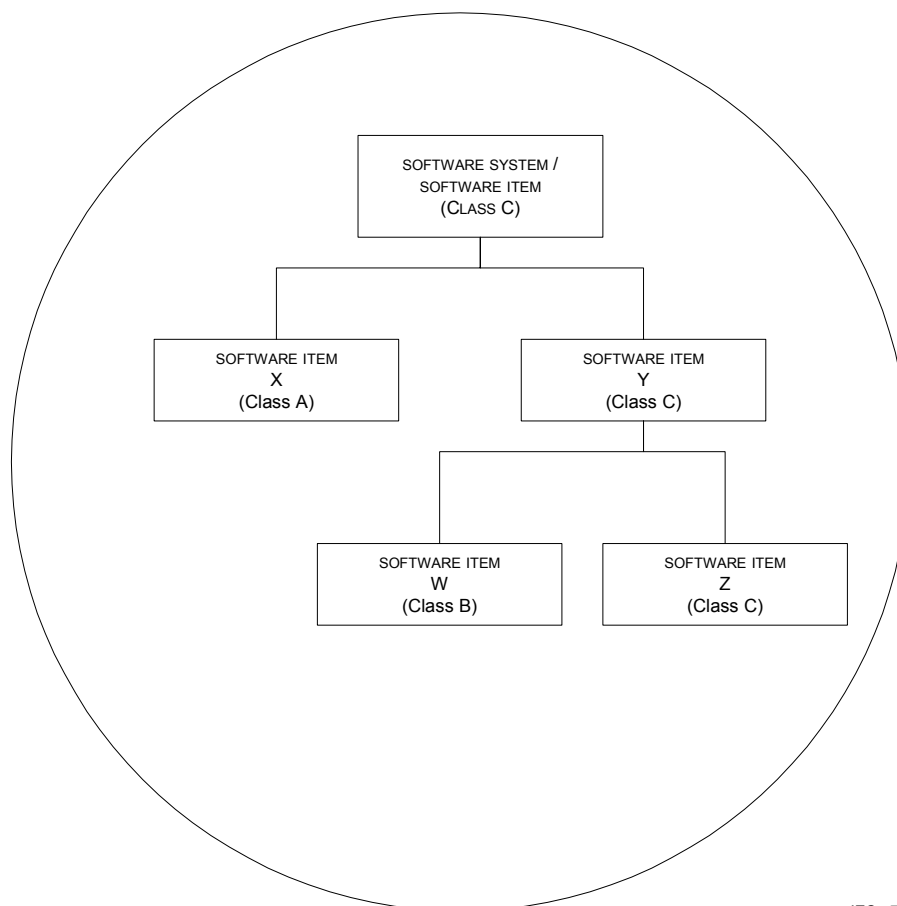 SOFTWARE SYSTEM /
SOFTWARE ITEM
(CLASS C)
SOFTWARE ITEM
X
(Class A)
SOFTWARE ITEM
Y
(Class C)
SOFTWARE ITEM
W
(Class B)
SOFTWARE ITEM
Z
(Class C)